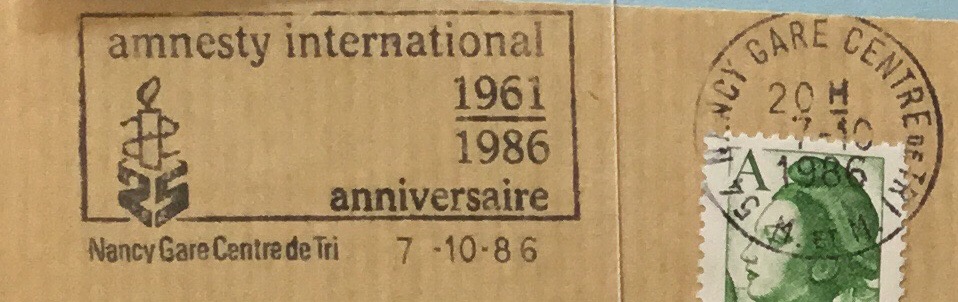 amnesty international
1961
1986
25
anniversaire
Nancy Gare Centre de Tri 7 -10-86
54 NANCY GARE CENTRE DE TRI
20 H
7-10
1986
M. ET M.
A